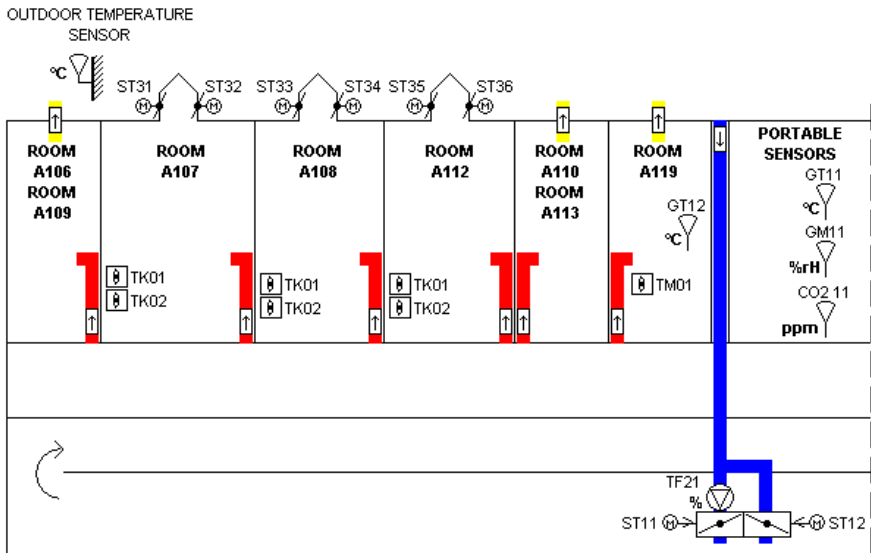 OUTDOOR TEMPERATURE
SENSOR
°C
ST31
ST32
ST33
ST34
ST35
ST36
M
M
M
M
M
M
ROOM
A106
ROOM
A109
ROOM
A107
ROOM
A108
ROOM
A112
ROOM
A110
ROOM
A113
ROOM
A119
PORTABLE
SENSORS
GT11
°C
GT12
°C
GM11
%rH
CO2 11
ppm
TK01
TK02
TK01
TK02
TK01
TK02
TM01
TF21
%
ST11 M
M ST12